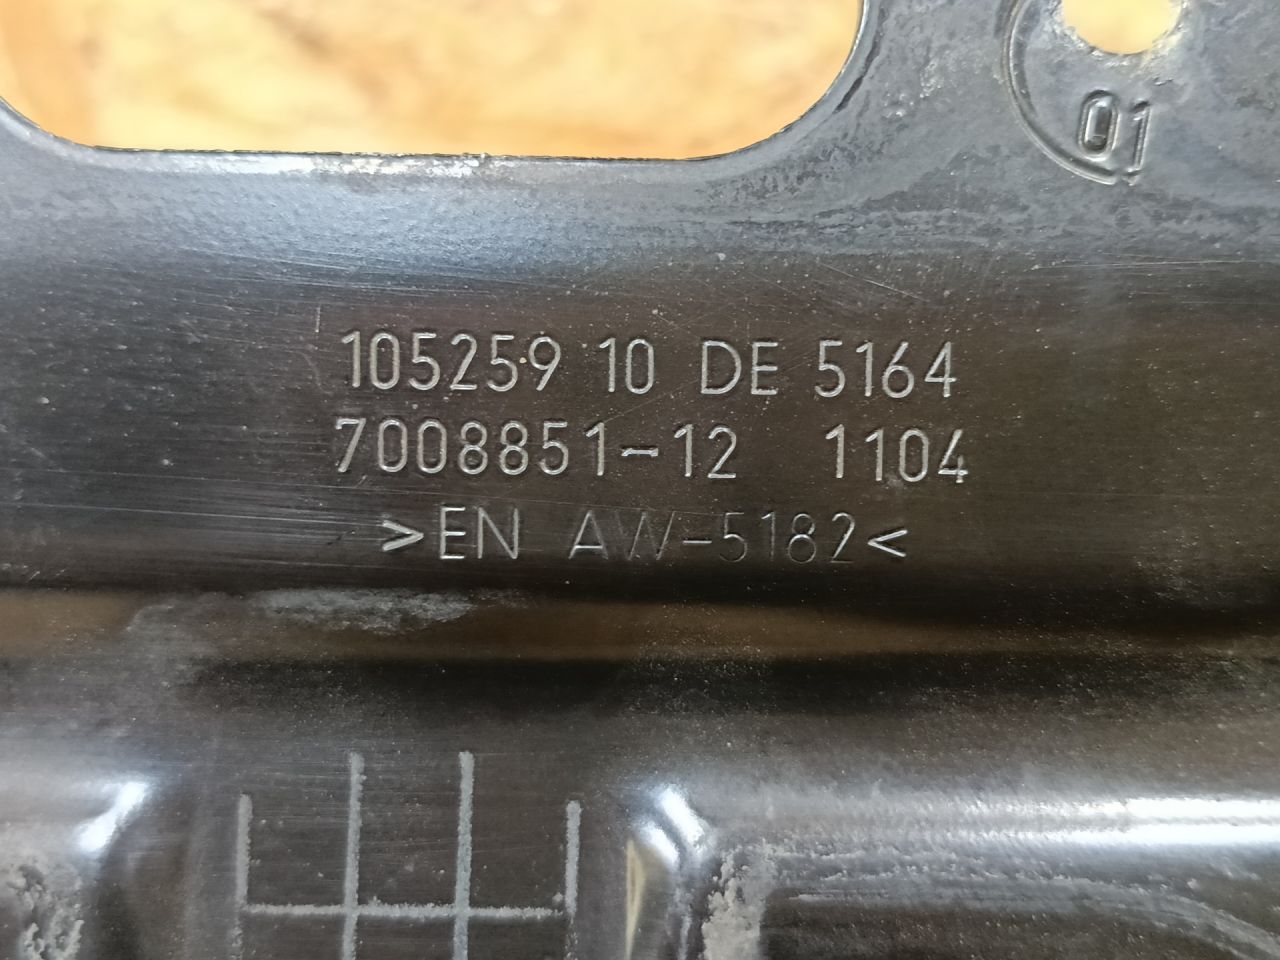 01
105259 10 DE 5164
7008851-12 1104
>EN AW-5182<